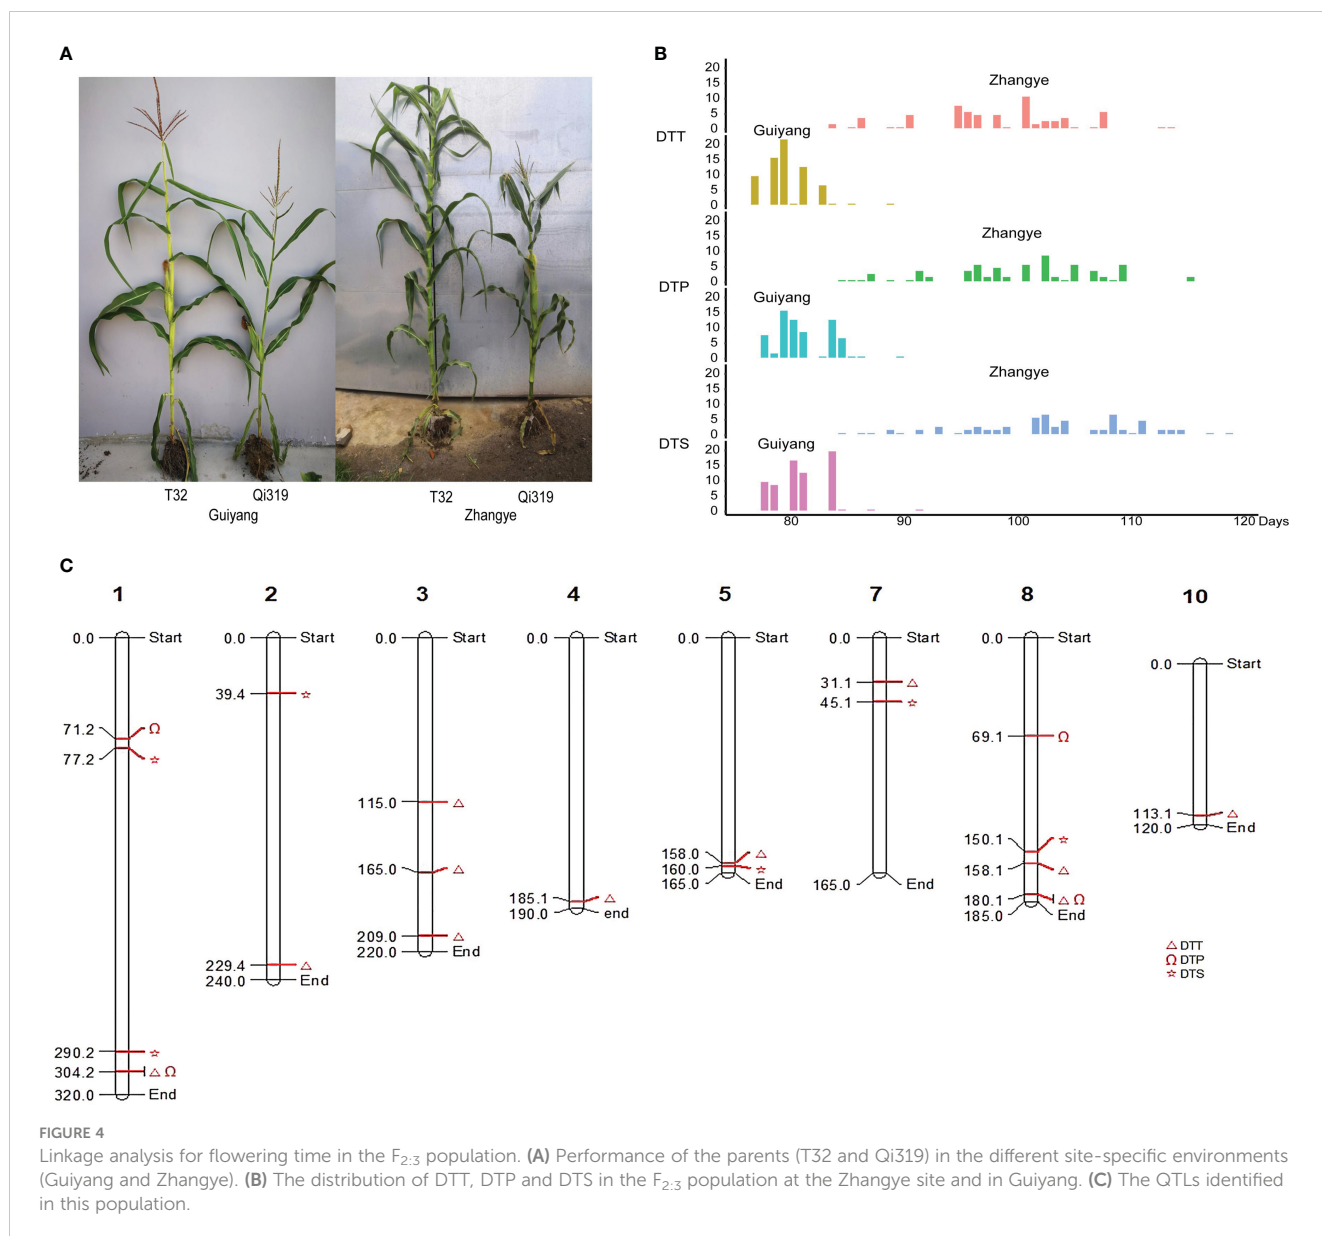 A
T32 Qi319
Guiyang
T32 Qi319
Zhangye
B
20
15
10
5
0
Zhangye
DTT
Guiyang
20
15
10
5
0
20
15
10
5
0
Zhangye
DTP
Guiyang
20
15
10
5
0
20
15
10
5
0
Zhangye
DTS
Guiyang
20
15
10
5
0
80 90 100 110 120 Days
C
1
0.0 Start
71.2 Ω
77.2 ☆
290.2 ☆
304.2 △ Ω
320.0 End
2
0.0 Start
39.4 ☆
229.4 △
240.0 End
3
0.0 Start
115.0 △
165.0 △
209.0 △
220.0 End
4
0.0 Start
185.1 △
190.0 end
5
0.0 Start
158.0 △
160.0 ☆
165.0 End
7
0.0 Start
31.1 △
45.1 ☆
165.0 End
8
0.0 Start
69.1 Ω
150.1 ☆
158.1 △
180.1 △ Ω
185.0 End
10
0.0 Start
113.1 △
120.0 End
△ DTT
Ω DTP
☆ DTS
FIGURE 4
Linkage analysis for flowering time in the F2:3 population. (A) Performance of the parents (T32 and Qi319) in the different site-specific environments
(Guiyang and Zhangye). (B) The distribution of DTT, DTP and DTS in the F2:3 population at the Zhangye site and in Guiyang. (C) The QTLs identified
in this population.